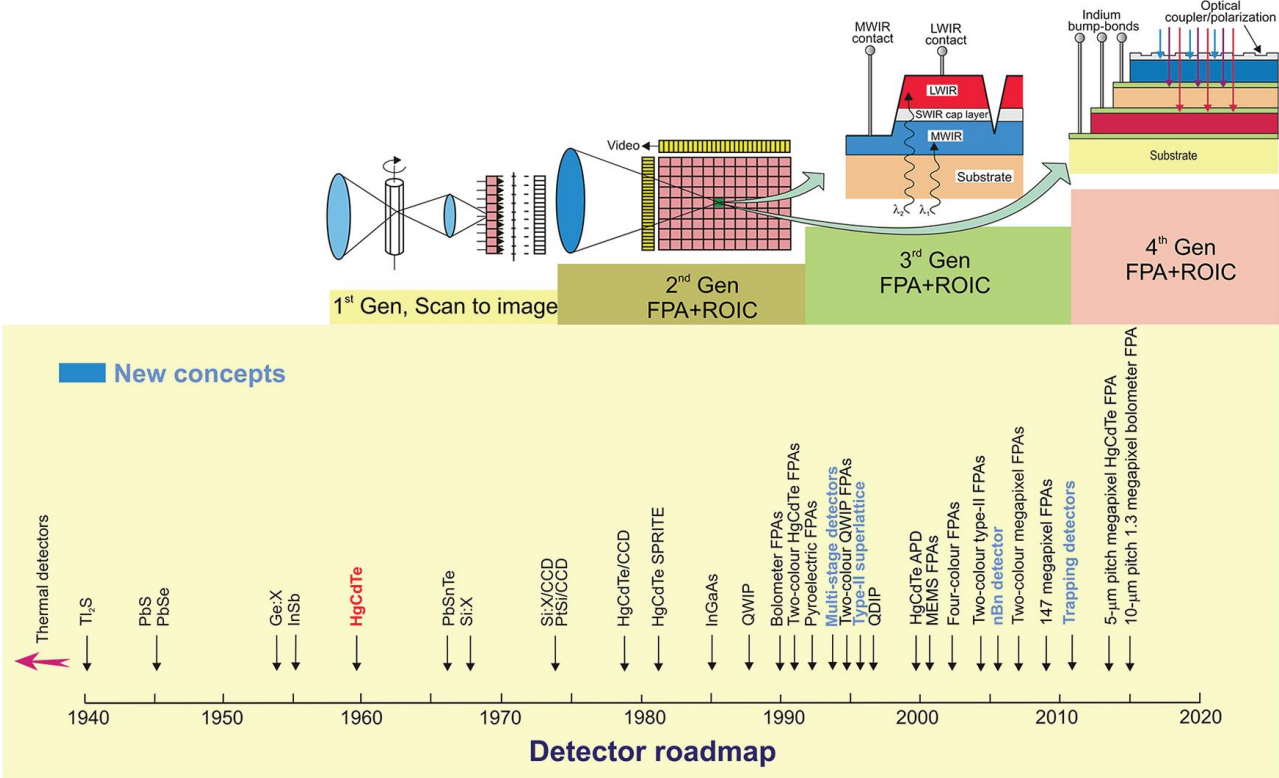 MWIR
contact
LWIR
contact
LWIR
SWIR cap layer
MWIR
Substrate
λ₂
λ₁
Indium
bump-bonds
Optical
coupler/polarization
Substrate
Video
1st Gen, Scan to image
2nd Gen
FPA+ROIC
3rd Gen
FPA+ROIC
4th Gen
FPA+ROIC
New concepts
Thermal detectors
Tl₂S
PbS
PbSe
Ge:X
InSb
HgCdTe
PbSnTe
Si:X
Si:X/CCD
PtSi/CCD
HgCdTe/CCD
HgCdTe SPRITE
InGaAs
QWIP
Bolometer FPAs
Two-colour HgCdTe FPAs
Pyroelectric FPAs
Multi-stage detectors
Two-colour QWIP FPAs
Type-II superlattice
QDIP
HgCdTe APD
MEMS FPAs
Four-colour FPAs
Two-colour type-II FPAs
nBn detector
Two-colour megapixel FPAs
147 megapixel FPAs
Trapping detectors
5-µm pitch megapixel HgCdTe FPA
10-µm pitch 1.3 megapixel bolometer FPA
1940
1950
1960
1970
1980
1990
2000
2010
2020
Detector roadmap